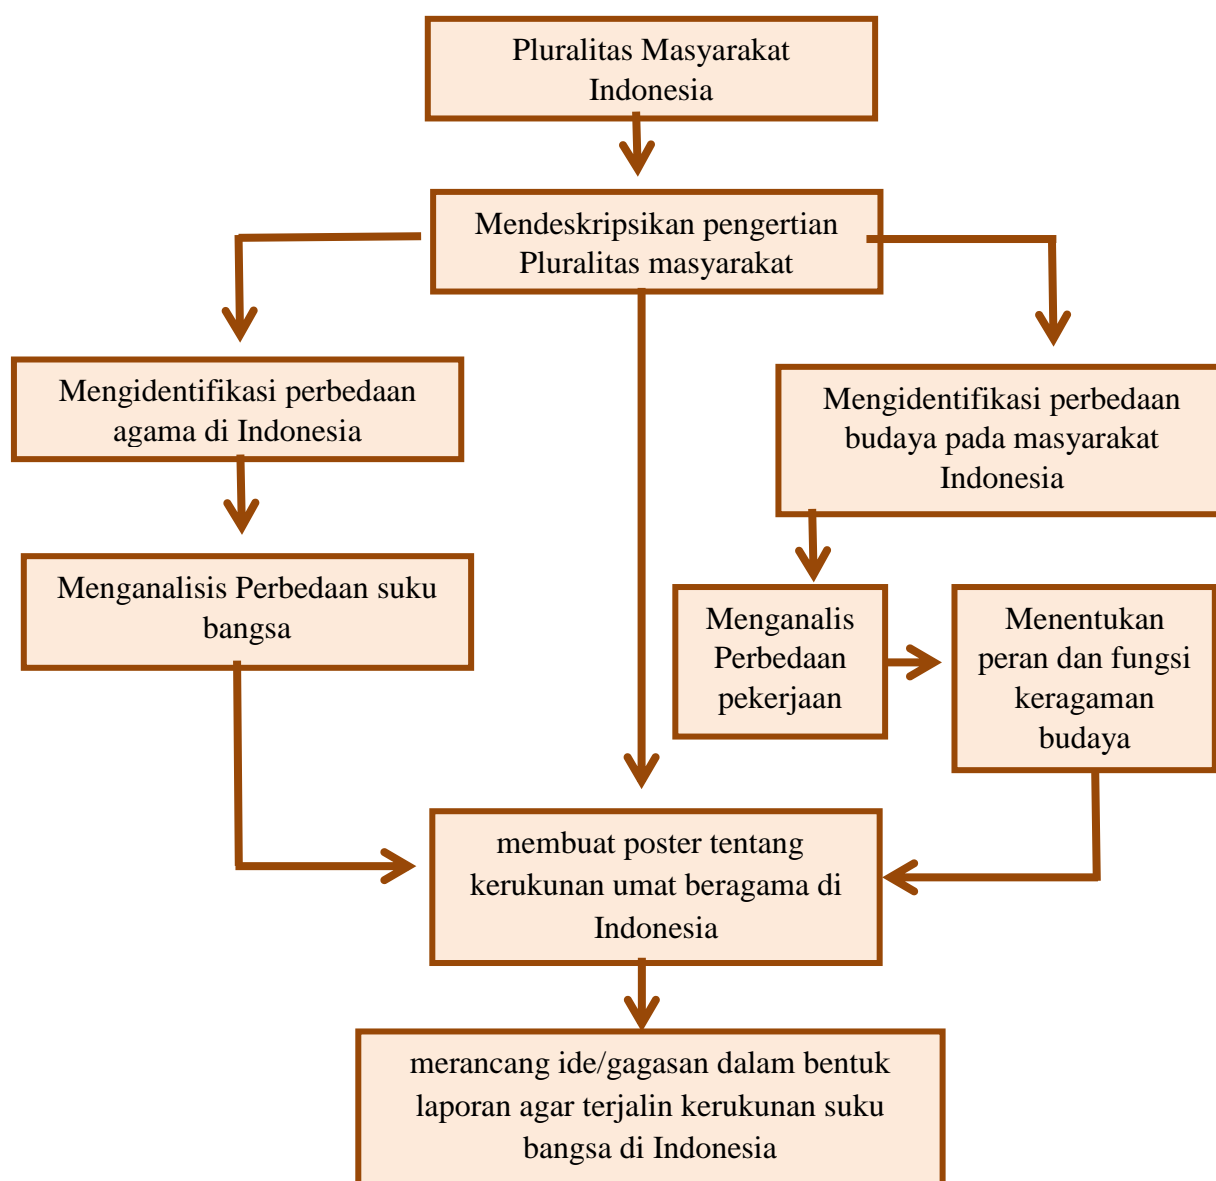 Pluralitas Masyarakat
Indonesia
Mendeskripsikan pengertian
Pluralitas masyarakat
Mengidentifikasi perbedaan
agama di Indonesia
Mengidentifikasi perbedaan
budaya pada masyarakat
Indonesia
Menganalisis Perbedaan suku
bangsa
Menganalis
Perbedaan
pekerjaan
Menentukan
peran dan fungsi
keragaman
budaya
membuat poster tentang
kerukunan umat beragama di
Indonesia
merancang ide/gagasan dalam bentuk
laporan agar terjalin kerukunan suku
bangsa di Indonesia